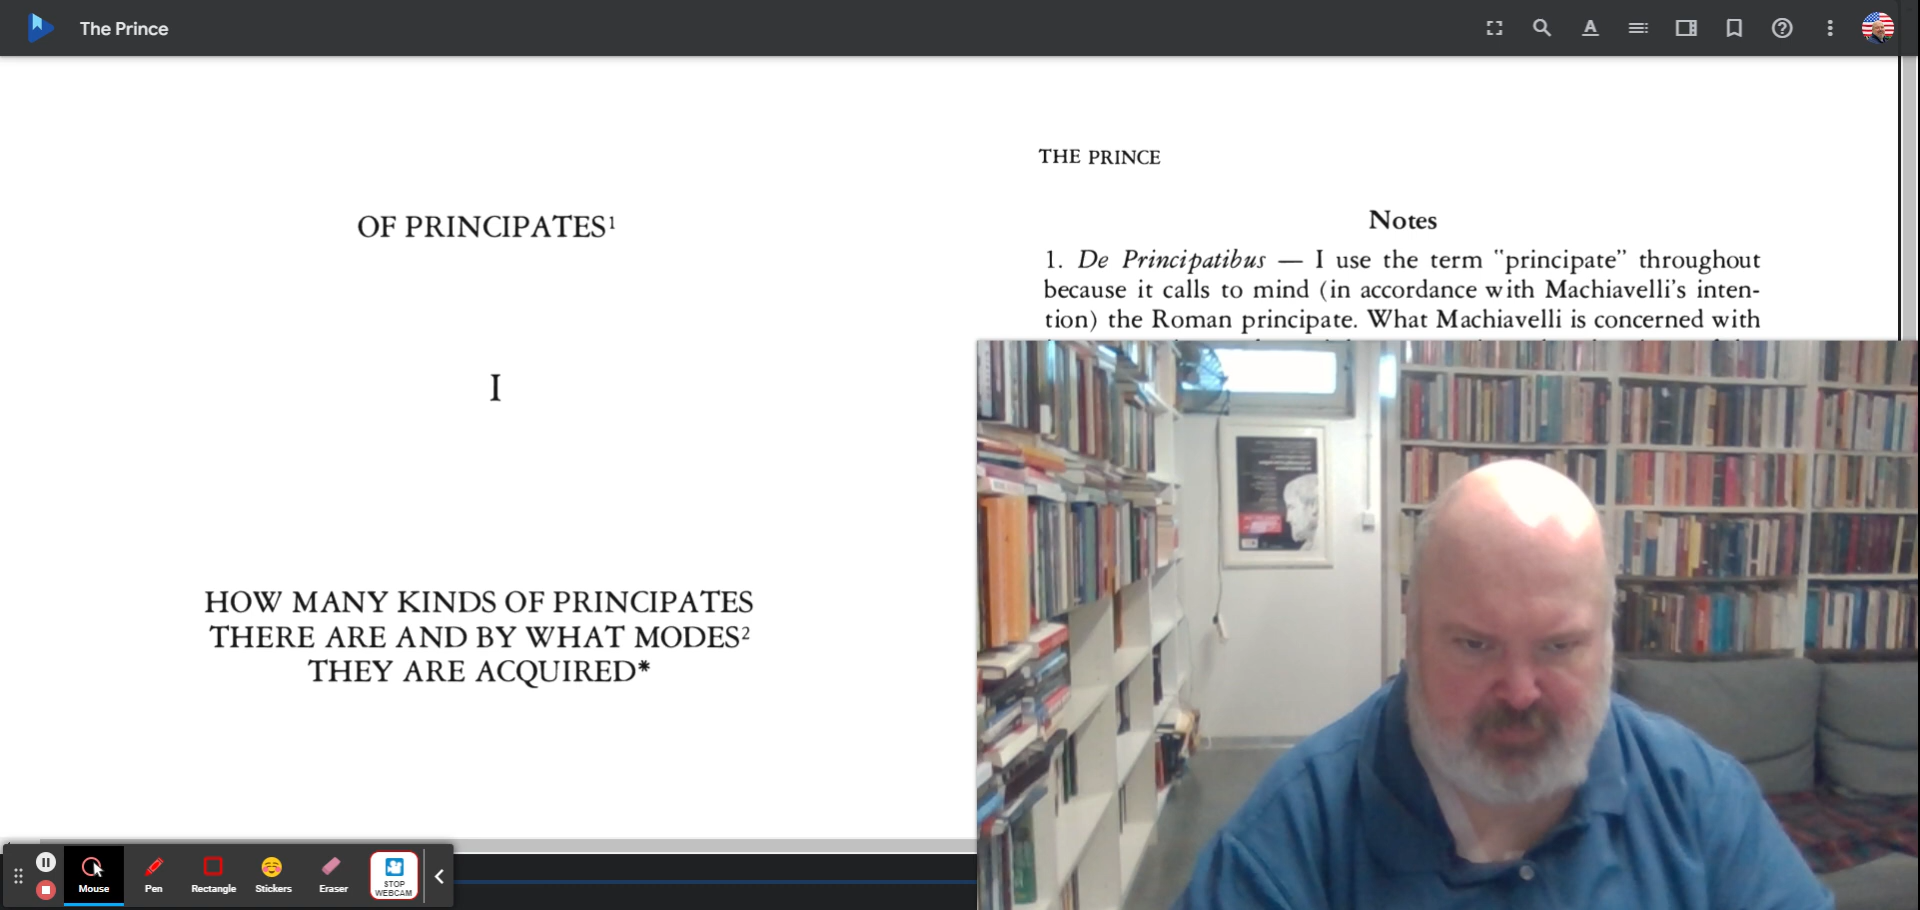 The Prince
OF PRINCIPATES¹
I
HOW MANY KINDS OF PRINCIPATES
THERE ARE AND BY WHAT MODES²
THEY ARE ACQUIRED*
THE PRINCE
Notes
1. De Principatibus — I use the term "principate" throughout
because it calls to mind (in accordance with Machiavelli's inten-
tion) the Roman principate. What Machiavelli is concerned with
Mouse
Pen
Rectangle
Stickers
Eraser
STOP
WEBCAM